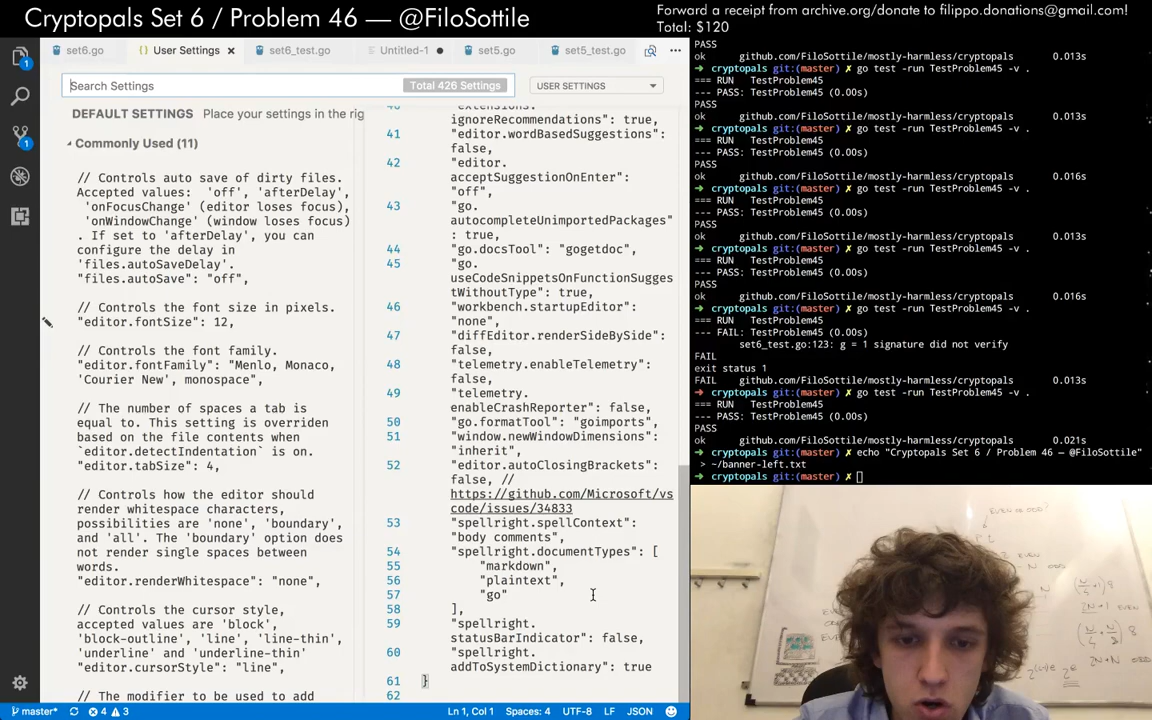 Cryptopals Set 6 / Problem 46 — @FiloSottile
Forward a receipt from archive.org/donate to filippo.donations@gmail.com!
Total: $120
set6.go
User Settings
set6_test.go
Untitled-1
set5.go
set5_test.go
Search Settings
Total 426 Settings
USER SETTINGS
DEFAULT SETTINGS
Place your settings in the rig
Commonly Used (11)
// Controls auto save of dirty files.
Accepted values:  'off', 'afterDelay',
'onFocusChange' (editor loses focus),
'onWindowChange' (window loses focus)
. If set to 'afterDelay', you can
configure the delay in
'files.autoSaveDelay'.
"files.autoSave": "off",
// Controls the font size in pixels.
"editor.fontSize": 12,
// Controls the font family.
"editor.fontFamily": "Menlo, Monaco,
'Courier New', monospace",
// The number of spaces a tab is
equal to. This setting is overriden
based on the file contents when
`editor.detectIndentation` is on.
"editor.tabSize": 4,
// Controls how the editor should
render whitespace characters,
possibilities are 'none', 'boundary',
and 'all'. The 'boundary' option does
not render single spaces between
words.
"editor.renderWhitespace": "none",
// Controls the cursor style,
accepted values are 'block',
'block-outline', 'line', 'line-thin',
'underline' and 'underline-thin'
"editor.cursorStyle": "line",
// The modifier to be used to add
40 "extensions.
ignoreRecommendations": true,
41 "editor.wordBasedSuggestions":
false,
42 "editor.
acceptSuggestionOnEnter":
"off",
43 "go.
autocompleteUnimportedPackages"
: true,
44 "go.docsTool": "gogetdoc",
45 "go.
useCodeSnippetsOnFunctionSugges
tWithoutType": true,
46 "workbench.startupEditor":
"none",
47 "diffEditor.renderSideBySide":
false,
48 "telemetry.enableTelemetry":
false,
49 "telemetry.
enableCrashReporter": false,
50 "go.formatTool": "goimports",
51 "window.newWindowDimensions":
"inherit",
52 "editor.autoClosingBrackets":
false, //
https://github.com/Microsoft/vs
code/issues/34833
53 "spellright.spellContext":
"body comments",
54 "spellright.documentTypes": [
55 "markdown",
56 "plaintext",
57 "go"
58 ],
59 "spellright.
statusBarIndicator": false,
60 "spellright.
addToSystemDictionary": true
61 }
62
master*
4
3
Ln 1, Col 1
Spaces: 4
UTF-8
LF
JSON
PASS
ok github.com/FiloSottile/mostly-harmless/cryptopals 0.013s
➜ cryptopals git:(master) ✗ go test -run TestProblem45 -v .
=== RUN TestProblem45
--- PASS: TestProblem45 (0.00s)
PASS
ok github.com/FiloSottile/mostly-harmless/cryptopals 0.013s
➜ cryptopals git:(master) ✗ go test -run TestProblem45 -v .
=== RUN TestProblem45
--- PASS: TestProblem45 (0.00s)
PASS
ok github.com/FiloSottile/mostly-harmless/cryptopals 0.016s
➜ cryptopals git:(master) ✗ go test -run TestProblem45 -v .
=== RUN TestProblem45
--- PASS: TestProblem45 (0.00s)
PASS
ok github.com/FiloSottile/mostly-harmless/cryptopals 0.013s
➜ cryptopals git:(master) ✗ go test -run TestProblem45 -v .
=== RUN TestProblem45
--- PASS: TestProblem45 (0.00s)
PASS
ok github.com/FiloSottile/mostly-harmless/cryptopals 0.016s
➜ cryptopals git:(master) ✗ go test -run TestProblem45 -v .
=== RUN TestProblem45
--- FAIL: TestProblem45 (0.00s)
set6_test.go:123: g = 1 signature did not verify
FAIL
exit status 1
FAIL github.com/FiloSottile/mostly-harmless/cryptopals 0.013s
➜ cryptopals git:(master) ✗ go test -run TestProblem45 -v .
=== RUN TestProblem45
--- PASS: TestProblem45 (0.00s)
PASS
ok github.com/FiloSottile/mostly-harmless/cryptopals 0.021s
➜ cryptopals git:(master) ✗ echo "Cryptopals Set 6 / Problem 46 — @FiloSottile"
> ~/banner-left.txt
➜ cryptopals git:(master) ✗
EVEN OR ODD?
2N+1 EVEN
2N+N ODD